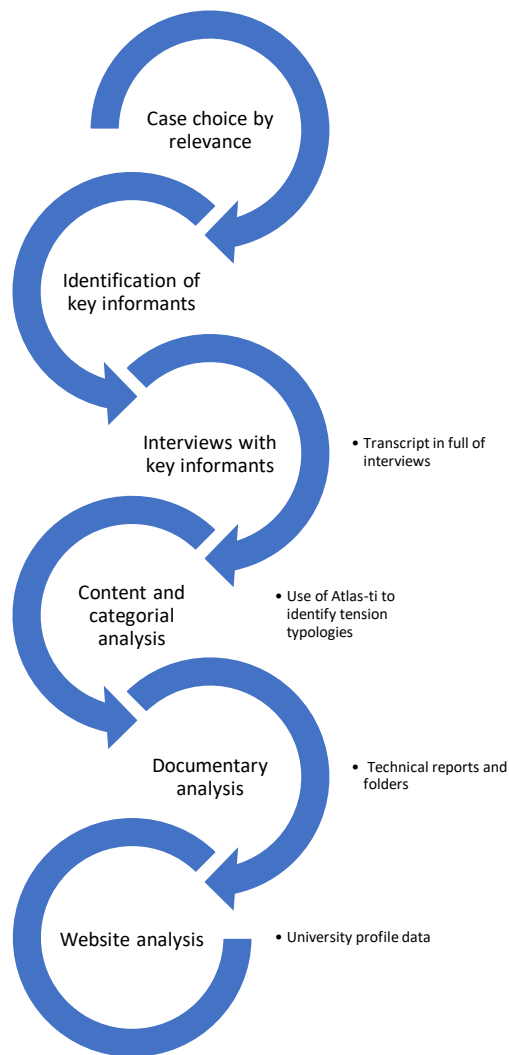 Case choice by
relevance
Identification of
key informants
Interviews with
key informants
• Transcript in full of
interviews
Content and
categorial
analysis
• Use of Atlas-ti to
identify tension
typologies
Documentary
analysis
• Technical reports and
folders
Website analysis
• University profile data